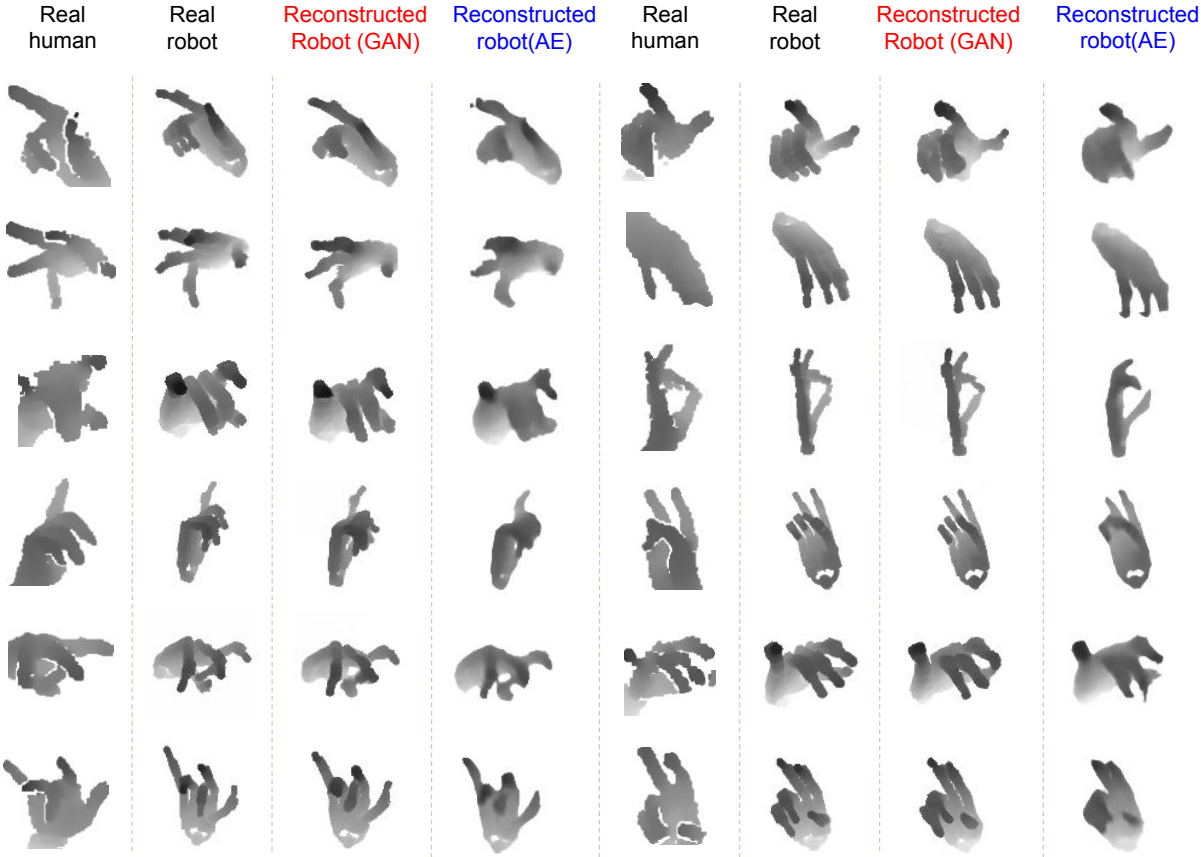 Real
human
Real
robot
Reconstructed
Robot (GAN)
Reconstructed
robot(AE)
Real
human
Real
robot
Reconstructed
Robot (GAN)
Reconstructed
robot(AE)